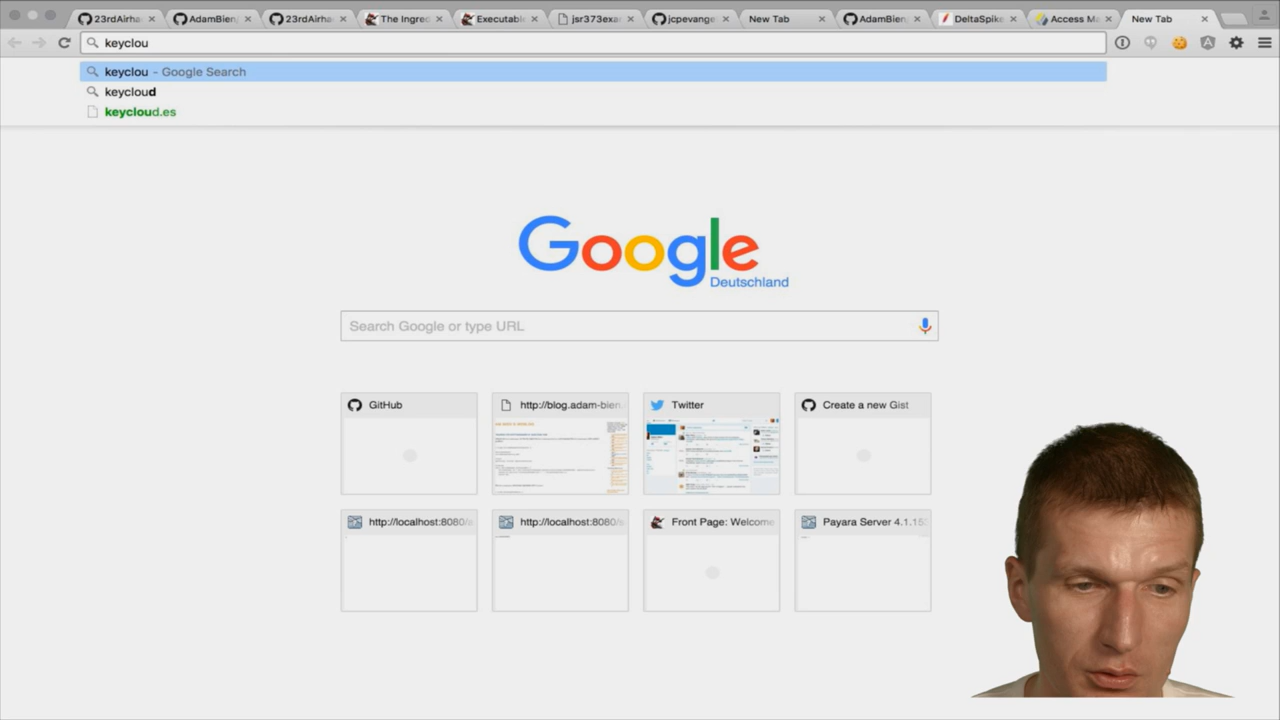 23rdAirha
AdamBien
23rdAirha
The Ingred
Executabl
jsr373exa
jcpevange
New Tab
AdamBien
DeltaSpike
Access Ma
New Tab
keyclou
keyclou - Google Search
keycloud
keycloud.es
Google
Deutschland
Search Google or type URL
GitHub
http://blog.adam-bien.
Twitter
Create a new Gist
http://localhost:8080/
http://localhost:8080/
Front Page: Welcome
Payara Server 4.1.15